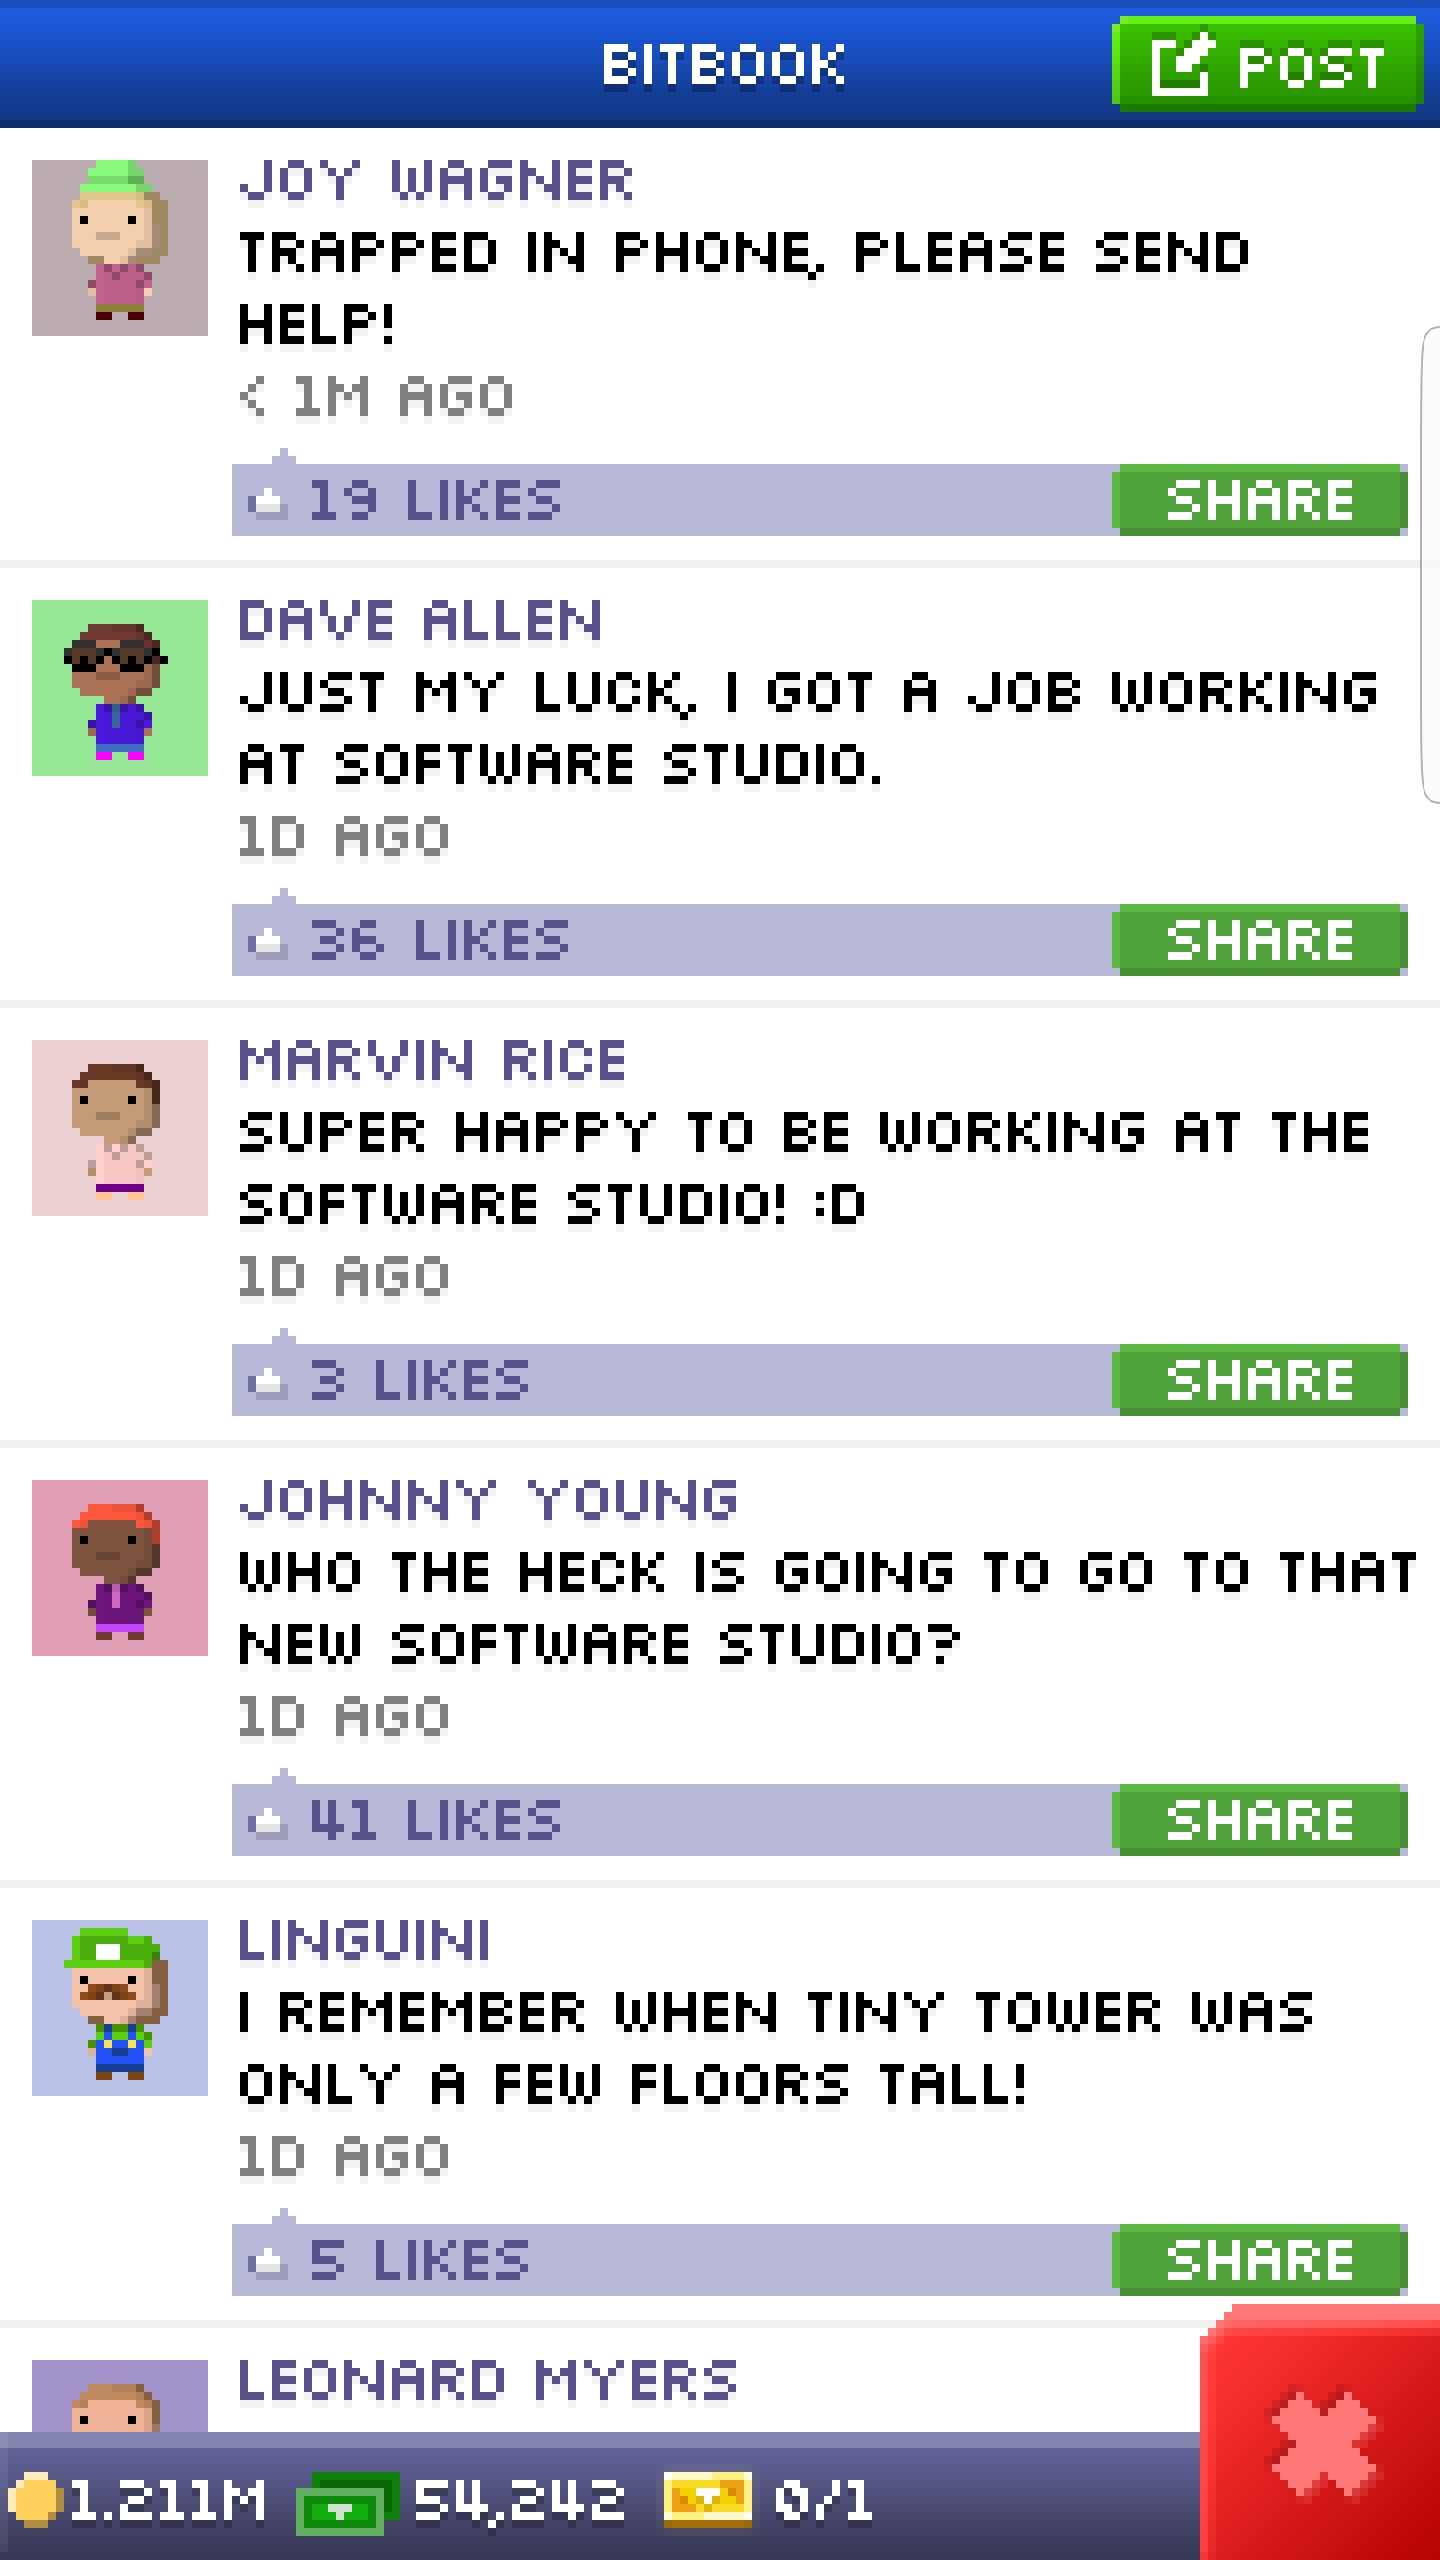 BITBOOK
POST
JOY WAGNER
TRAPPED IN PHONE, PLEASE SEND
HELP!
< 1M AGO
19 LIKES
SHARE
DAVE ALLEN
JUST MY LUCK, I GOT A JOB WORKING
AT SOFTWARE STUDIO.
1D AGO
36 LIKES
SHARE
MARVIN RICE
SUPER HAPPY TO BE WORKING AT THE
SOFTWARE STUDIO! :D
1D AGO
3 LIKES
SHARE
JOHNNY YOUNG
WHO THE HECK IS GOING TO GO TO THAT
NEW SOFTWARE STUDIO?
1D AGO
41 LIKES
SHARE
LINGUINI
I REMEMBER WHEN TINY TOWER WAS
ONLY A FEW FLOORS TALL!
1D AGO
5 LIKES
SHARE
LEONARD MYERS
1.211M 54,242 0/1